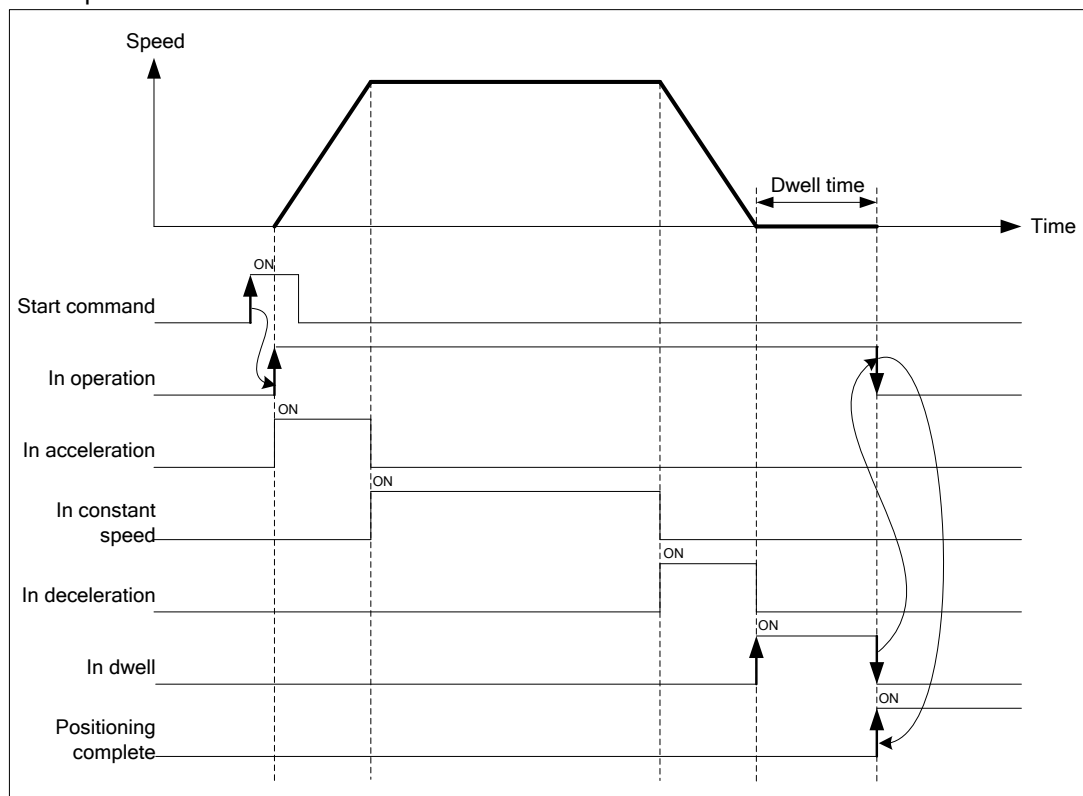 Speed
Dwell time
Time
ON
Start command
In operation
ON
In acceleration
ON
In constant
speed
ON
In deceleration
ON
In dwell
ON
Positioning
complete